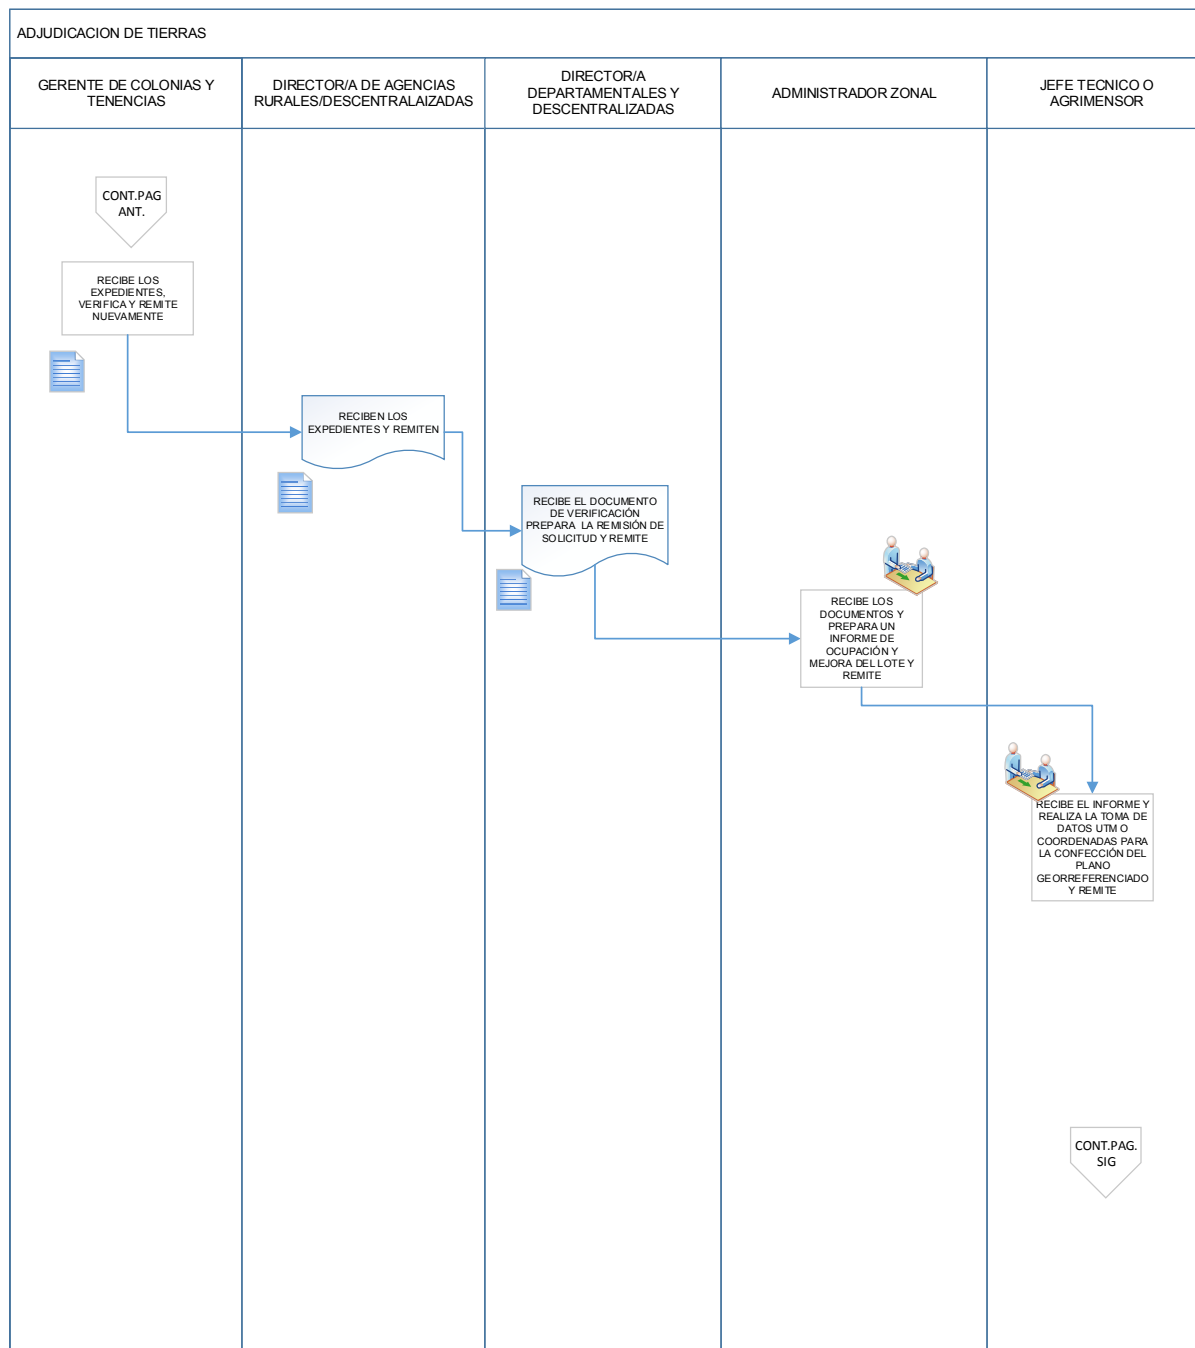 ADJUDICACION DE TIERRAS
GERENTE DE COLONIAS Y
TENENCIAS
DIRECTOR/A DE AGENCIAS
RURALES/DESCENTRALAIZADAS
DIRECTOR/A
DEPARTAMENTALES Y
DESCENTRALIZADAS
ADMINISTRADOR ZONAL
JEFE TECNICO O
AGRIMENSOR
CONT.PAG
ANT.
RECIBE LOS
EXPEDIENTES,
VERIFICA Y REMITE
NUEVAMENTE
RECIBEN LOS
EXPEDIENTES Y REMITEN
RECIBE EL DOCUMENTO
DE VERIFICACIÓN
PREPARA LA REMISIÓN DE
SOLICITUD Y REMITE
RECIBE LOS
DOCUMENTOS Y
PREPARA UN
INFORME DE
OCUPACIÓN Y
MEJORA DEL LOTE Y
REMITE
RECIBE EL INFORME Y
REALIZA LA TOMA DE
DATOS UTM O
COORDENADAS PARA
LA CONFECCIÓN DEL
PLANO
GEORREFERENCIADO
Y REMITE
CONT.PAG.
SIG